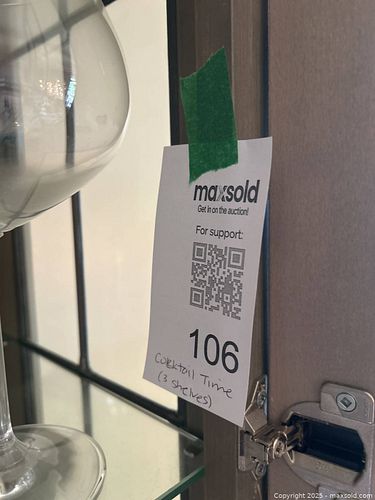 maxsold
Get in on the auction!
For support:
106
Cocktail Time
(3 shelves)
Copyright 2025 - maxsold.com